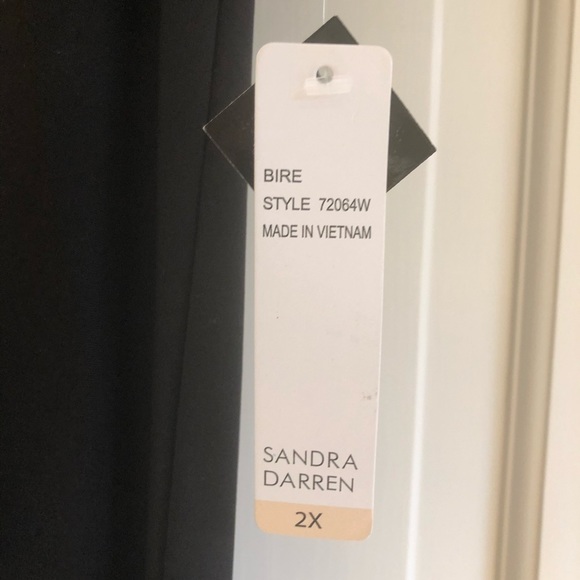 BIRE
STYLE 72064W
MADE IN VIETNAM
SANDRA
DARREN
2X